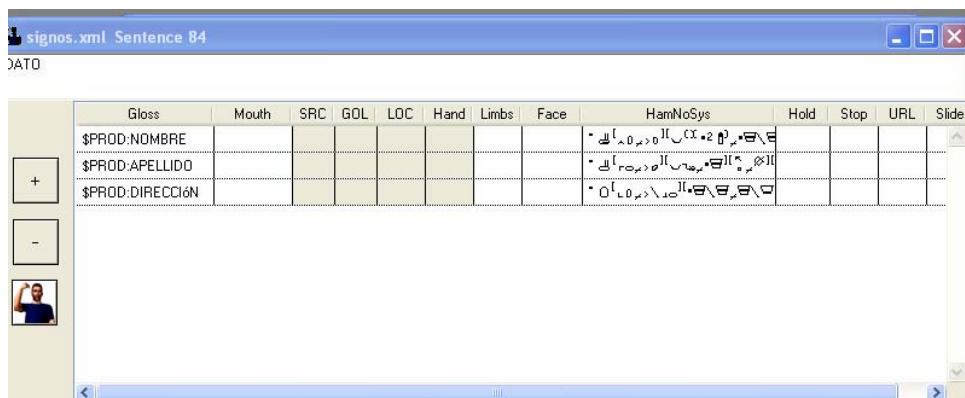 signos.xml Sentence 84
DATO
Gloss Mouth SRC GOL LOC Hand Limbs Face HamNoSys Hold Stop URL Slide
$PROD:NOMBRE
$PROD:APELLIDO
$PROD:DIRECCIóN
+
-